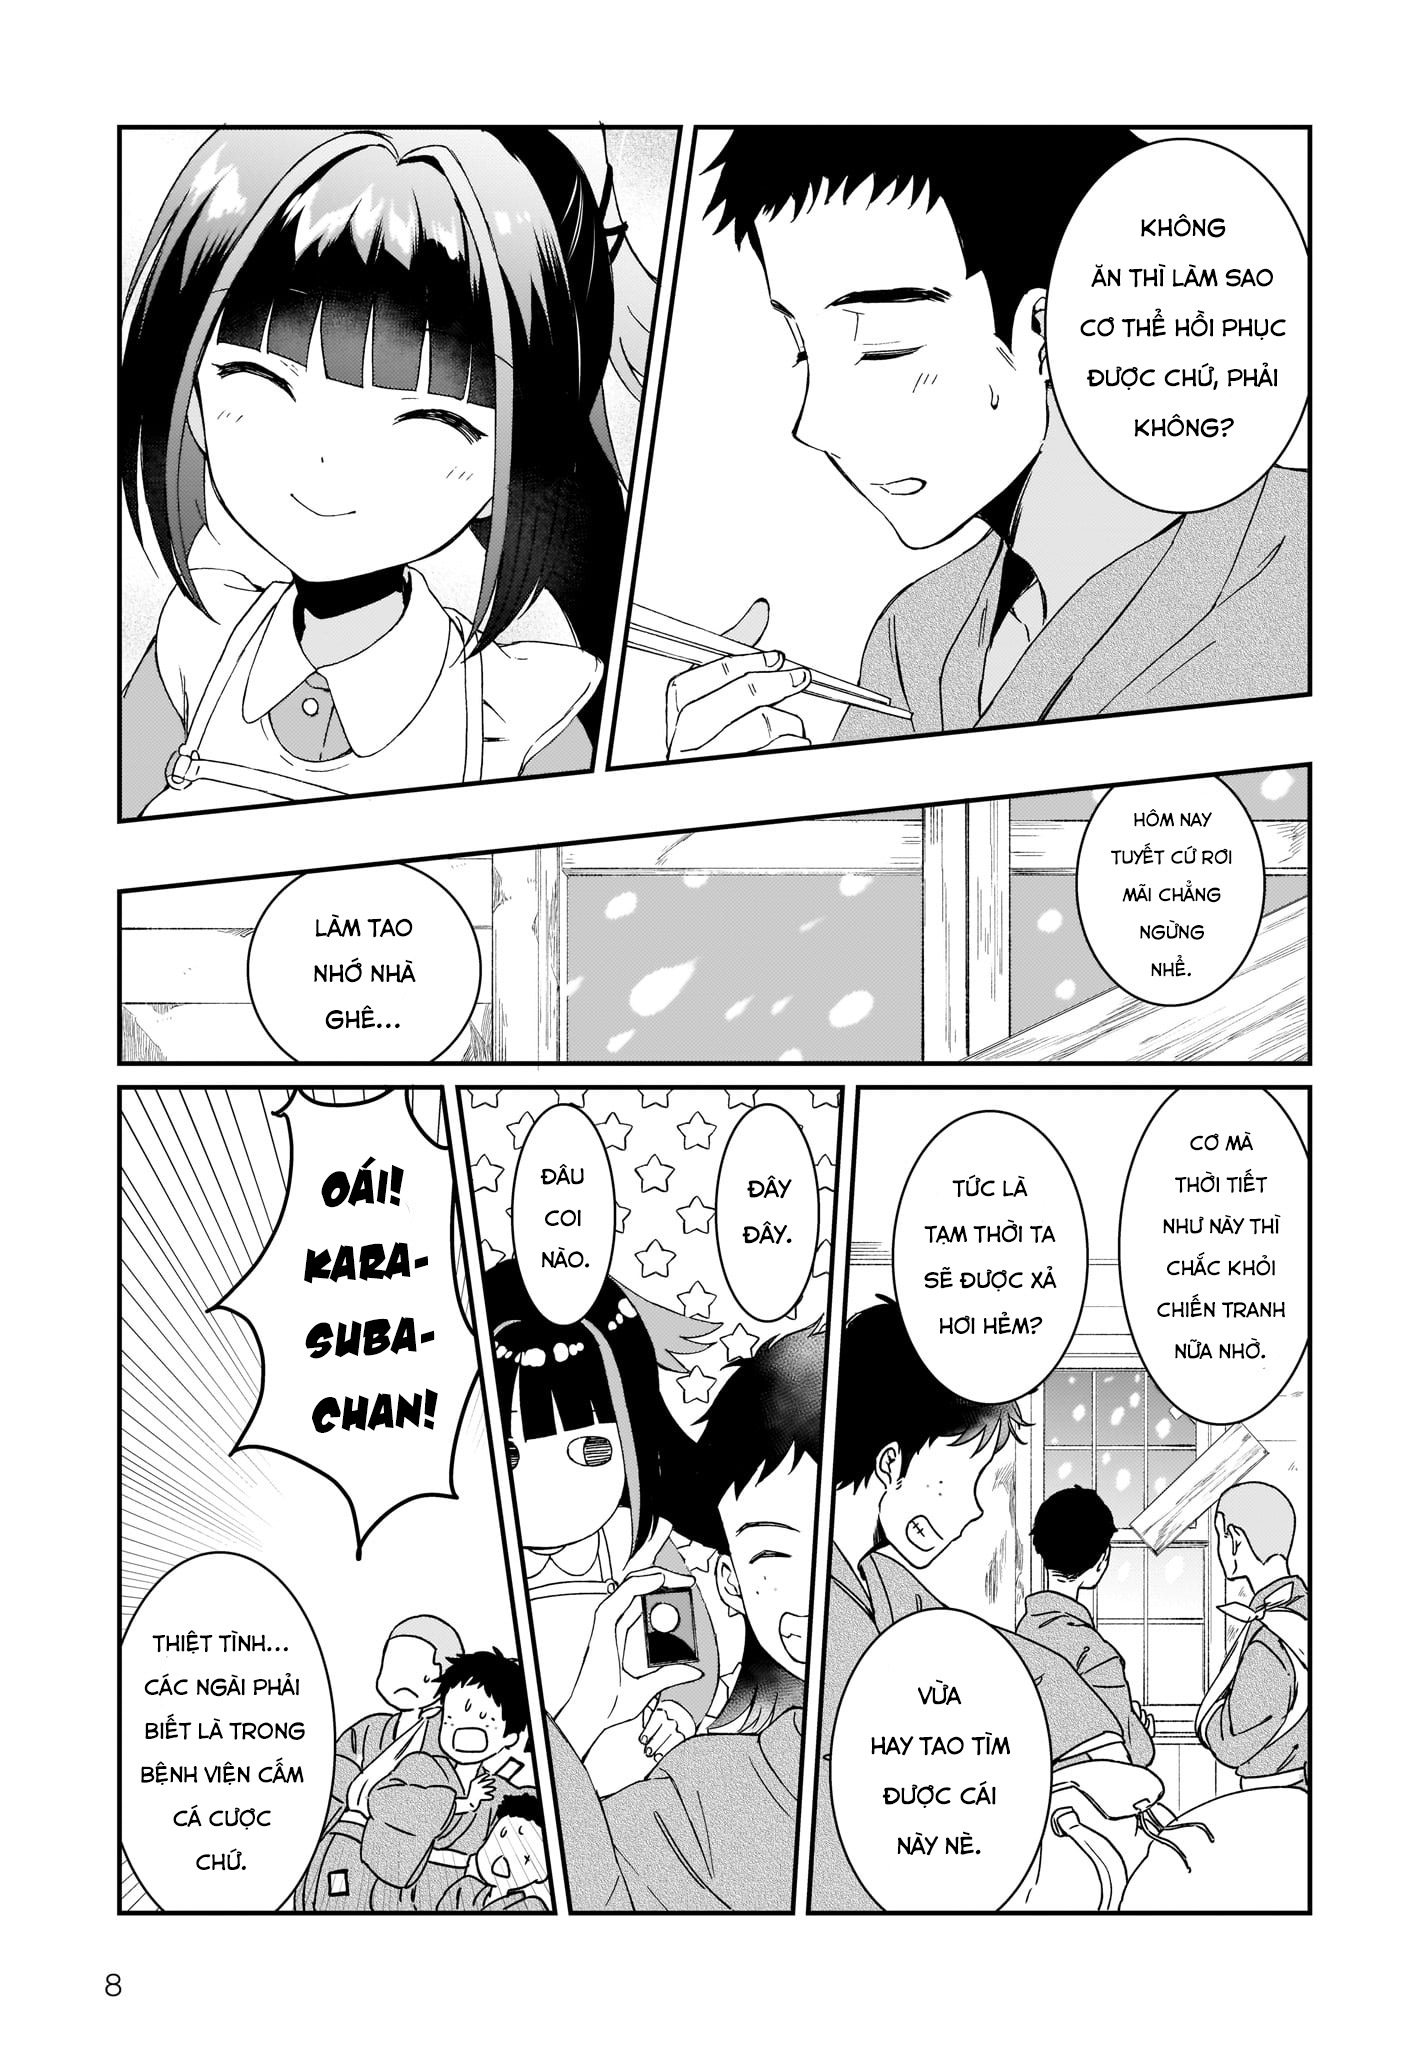 KHÔNG
ĂN THÌ LÀM SAO
CƠ THỂ HỒI PHỤC
ĐƯỢC CHỨ, PHẢI
KHÔNG?
HÔM NAY
TUYẾT CỨ RƠI
MÃI CHẲNG
NGỪNG
NHỂ.
LÀM TAO
NHỚ NHÀ
GHÊ...
CƠ MÀ
THỜI TIẾT
NHƯ NÀY THÌ
CHẮC KHỎI
CHIẾN TRANH
NỮA NHỜ.
TỨC LÀ
TẠM THỜI TA
SẼ ĐƯỢC XẢ
HƠI HẺM?
VỪA
HAY TAO TÌM
ĐƯỢC CÁI
NÀY NÈ.
ĐÂY
ĐÂY.
ĐÂU
COI
NÀO.
OÁI!
KARA-
SUBA-
CHAN!
THIỆT TÌNH...
CÁC NGÀI PHẢI
BIẾT LÀ TRONG
BỆNH VIỆN CẤM
CÁ CƯỢC
CHỨ.
8